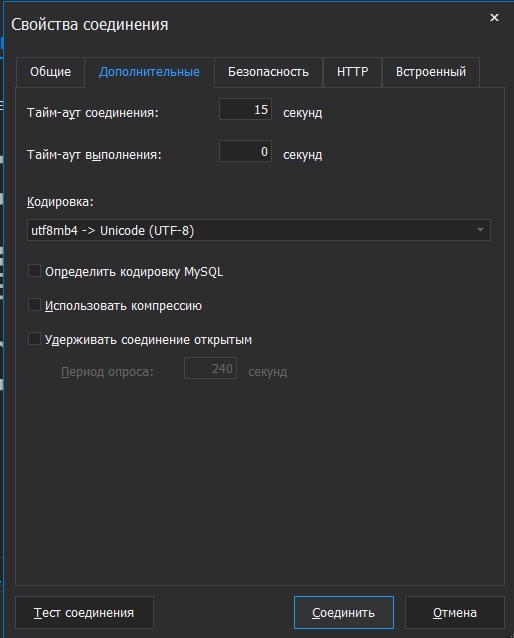 Свойства соединения
Общие Дополнительные Безопасность HTTP Встроенный
Тайм-аут соединения: 15 секунд
Тайм-аут выполнения: 0 секунд
Кодировка:
utf8mb4 -> Unicode (UTF-8)
Определить кодировку MySQL
Использовать компрессию
Удерживать соединение открытым
Период опроса: 240 секунд
Тест соединения Соединить Отмена